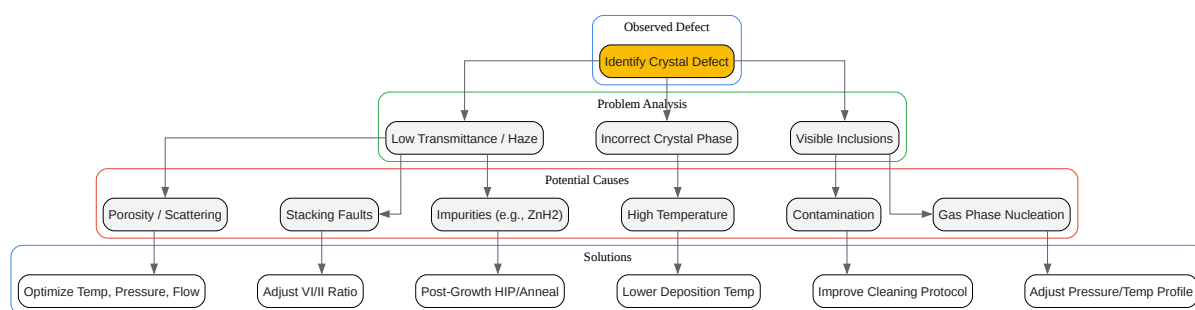 Observed Defect
Identify Crystal Defect
Problem Analysis
Low Transmittance / Haze
Incorrect Crystal Phase
Visible Inclusions
Potential Causes
Porosity / Scattering
Stacking Faults
Impurities (e.g., ZnH2)
High Temperature
Contamination
Gas Phase Nucleation
Solutions
Optimize Temp, Pressure, Flow
Adjust VI/II Ratio
Post-Growth HIP/Anneal
Lower Deposition Temp
Improve Cleaning Protocol
Adjust Pressure/Temp Profile